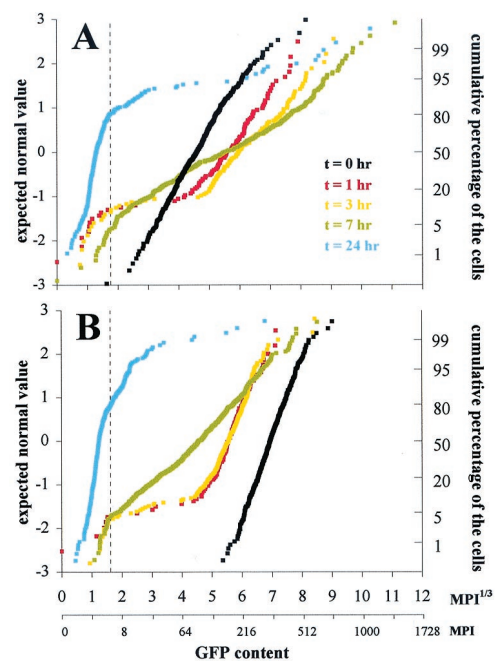 A
expected normal value
3
2
1
0
-1
-2
-3
99
95
80
50
20
5
1
cumulative percentage of the cells
t = 0 hr
t = 1 hr
t = 3 hr
t = 7 hr
t = 24 hr
B
expected normal value
3
2
1
0
-1
-2
-3
99
95
80
50
20
5
1
cumulative percentage of the cells
0 1 2 3 4 5 6 7 8 9 10 11 12 MPI1/3
0 8 64 216 512 1000 1728 MPI
GFP content